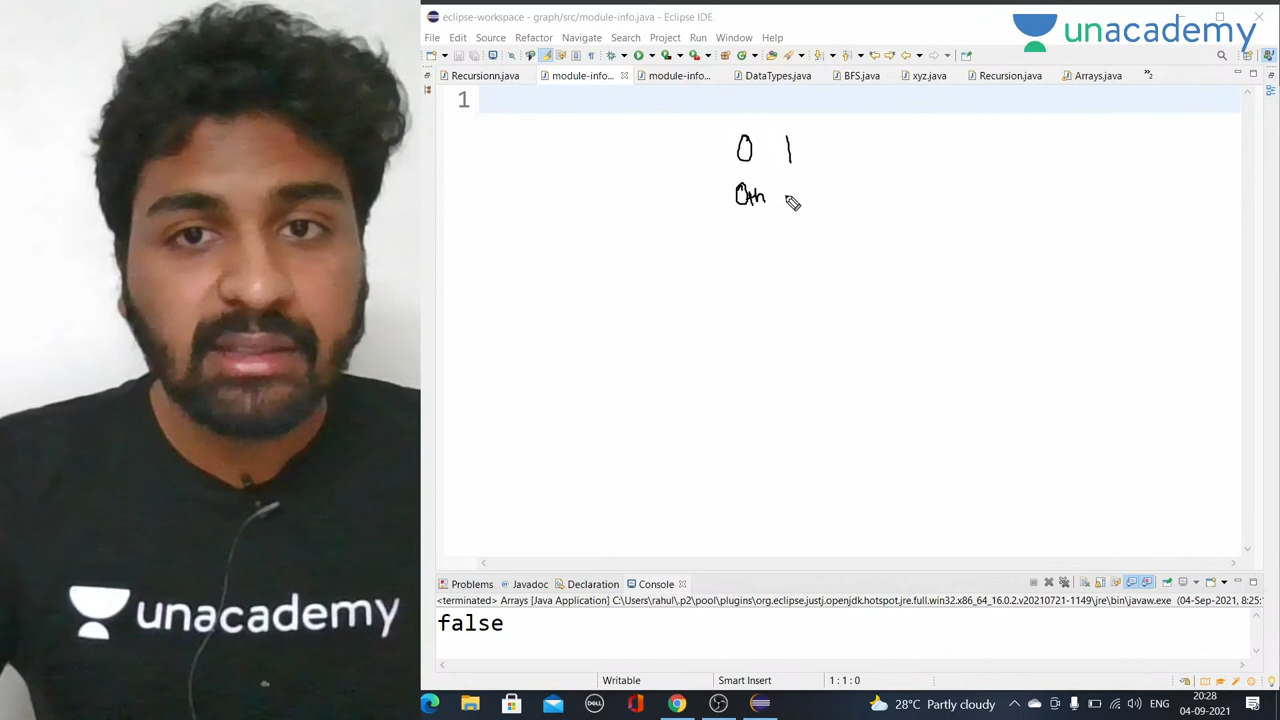 eclipse-workspace - graph/src/module-info.java - Eclipse IDE
unacademy
File Edit Source Refactor Navigate Search Project Run Window Help
Recursionn.java module-info... module-info... DataTypes.java BFS.java xyz.java Recursion.java Arrays.java »2
1
0 1
0th
unacademy
Problems Javadoc Declaration Console
<terminated> Arrays [Java Application] C:\Users\rahul\.p2\pool\plugins\org.eclipse.justj.openjdk.hotspot.jre.full.win32.x86_64_16.0.2.v20210721-1149\jre\bin\javaw.exe (04-Sep-2021, 8:25:
false
Writable Smart Insert 1 : 1 : 0
DELL 28°C Partly cloudy ENG 20:28
04-09-2021